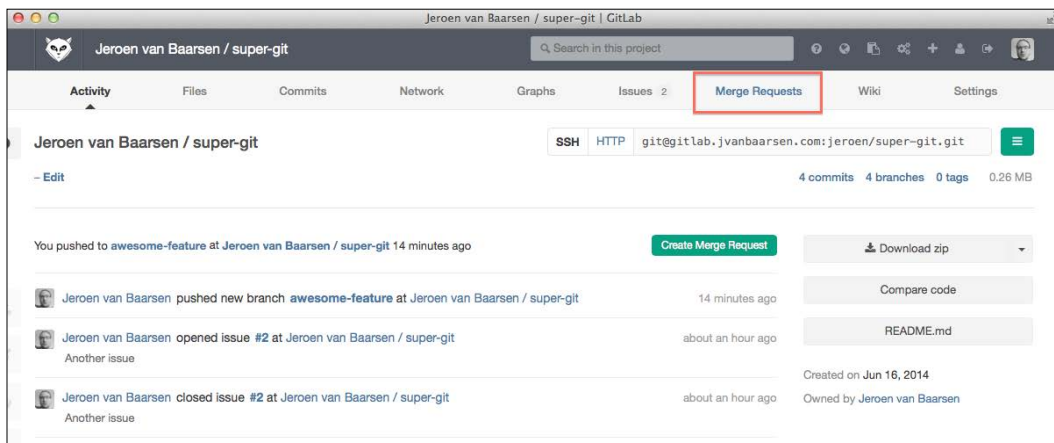 Jeroen van Baarsen / super-git | GitLab
Jeroen van Baarsen / super-git Search in this project
Activity Files Commits Network Graphs Issues 2 Merge Requests Wiki Settings
Jeroen van Baarsen / super-git SSH HTTP git@gitlab.jvanbaarsen.com:jeroen/super-git.git
– Edit 4 commits 4 branches 0 tags 0.26 MB
You pushed to awesome-feature at Jeroen van Baarsen / super-git 14 minutes ago Create Merge Request
Download zip
Jeroen van Baarsen pushed new branch awesome-feature at Jeroen van Baarsen / super-git 14 minutes ago
Compare code
Jeroen van Baarsen opened issue #2 at Jeroen van Baarsen / super-git about an hour ago
Another issue
README.md
Created on Jun 16, 2014
Jeroen van Baarsen closed issue #2 at Jeroen van Baarsen / super-git about an hour ago
Another issue
Owned by Jeroen van Baarsen